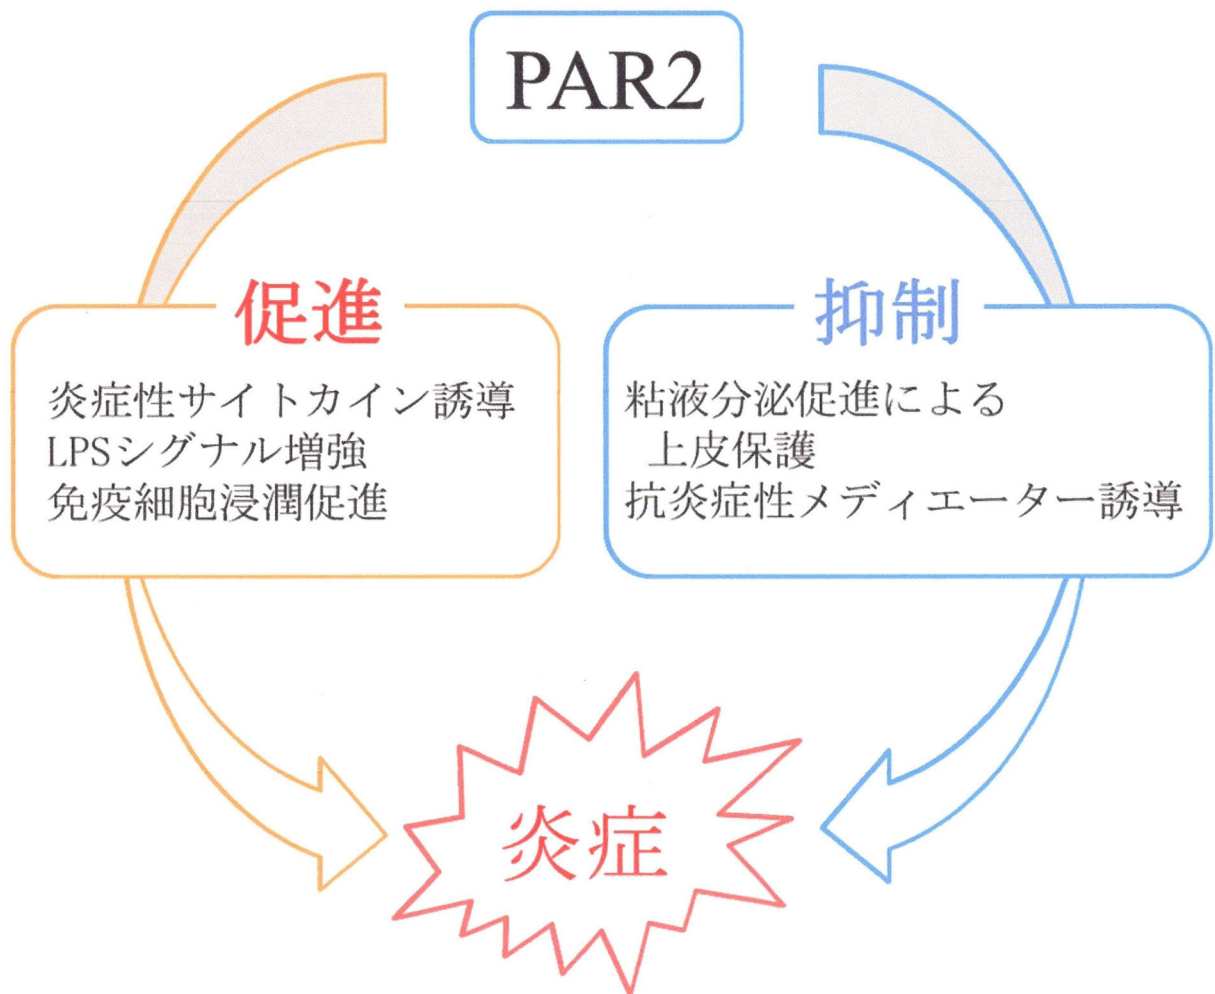 PAR2
促進
炎症性サイトカイン誘導
LPSシグナル増強
免疫細胞浸潤促進
抑制
粘液分泌促進による
上皮保護
抗炎症性メディエーター誘導
炎症